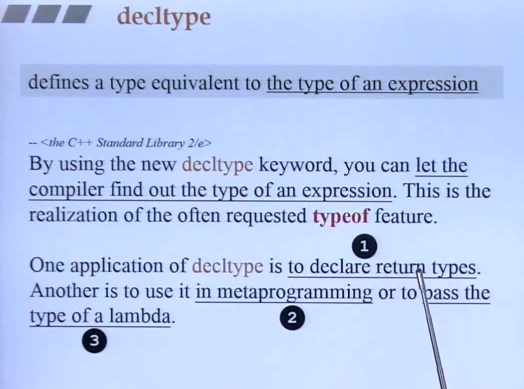 decltype
defines a type equivalent to the type of an expression
-- <the C++ Standard Library 2/e>
By using the new decltype keyword, you can let the
compiler find out the type of an expression. This is the
realization of the often requested typeof feature.
1
One application of decltype is to declare return types.
Another is to use it in metaprogramming or to pass the
2
type of a lambda.
3